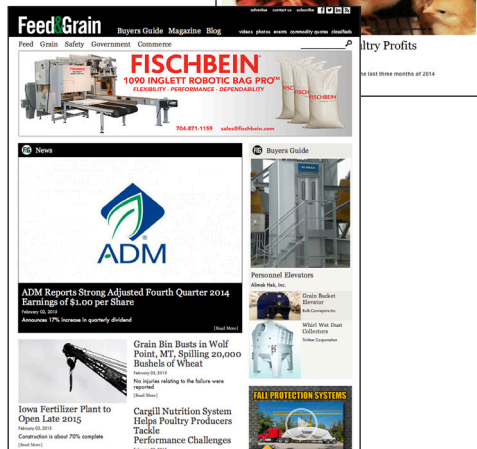 advertise contact us subscribe
Feed&Grain
Buyers Guide Magazine Blog
videos photos events commodity quotes classifieds
Feed Grain Safety Government Commerce
ltry Profits
he last three months of 2014
FISCHBEIN
1090 INGLETT ROBOTIC BAG PRO™
FLEXIBILITY - PERFORMANCE - DEPENDABILITY
FISCHBEIN
704-871-1159 sales@fischbein.com
FG News
ADM
ADM Reports Strong Adjusted Fourth Quarter 2014
Earnings of $1.00 per Share
February 03, 2015
Announces 17% increase in quarterly dividend
[Read More]
Iowa Fertilizer Plant to
Open Late 2015
February 03, 2015
Construction is about 70% complete
[Read More]
Grain Bin Busts in Wolf
Point, MT, Spilling 20,000
Bushels of Wheat
February 03, 2015
No injuries relating to the failure were
reported
[Read More]
Cargill Nutrition System
Helps Poultry Producers
Tackle
Performance Challenges
FG Buyers Guide
Personnel Elevators
Alimak Hek, Inc.
Grain Bucket
Elevator
Bulk Conveyors Inc
Whirl Wet Dust
Collectors
Tri-Mer Corporation
FALL PROTECTION SYSTEMS